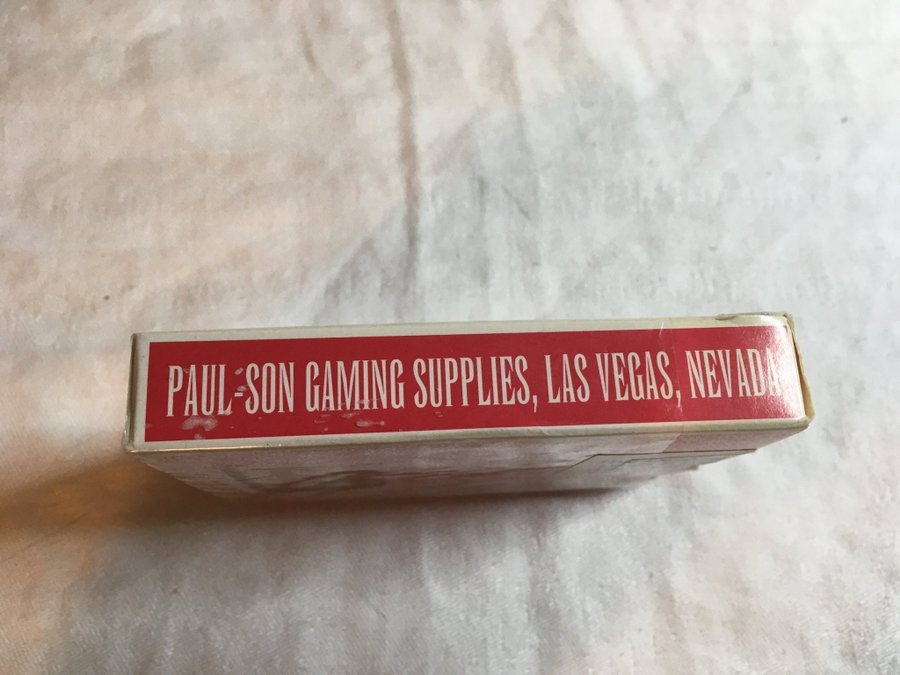 PAUL-SON GAMING SUPPLIES, LAS VEGAS, NEVADA